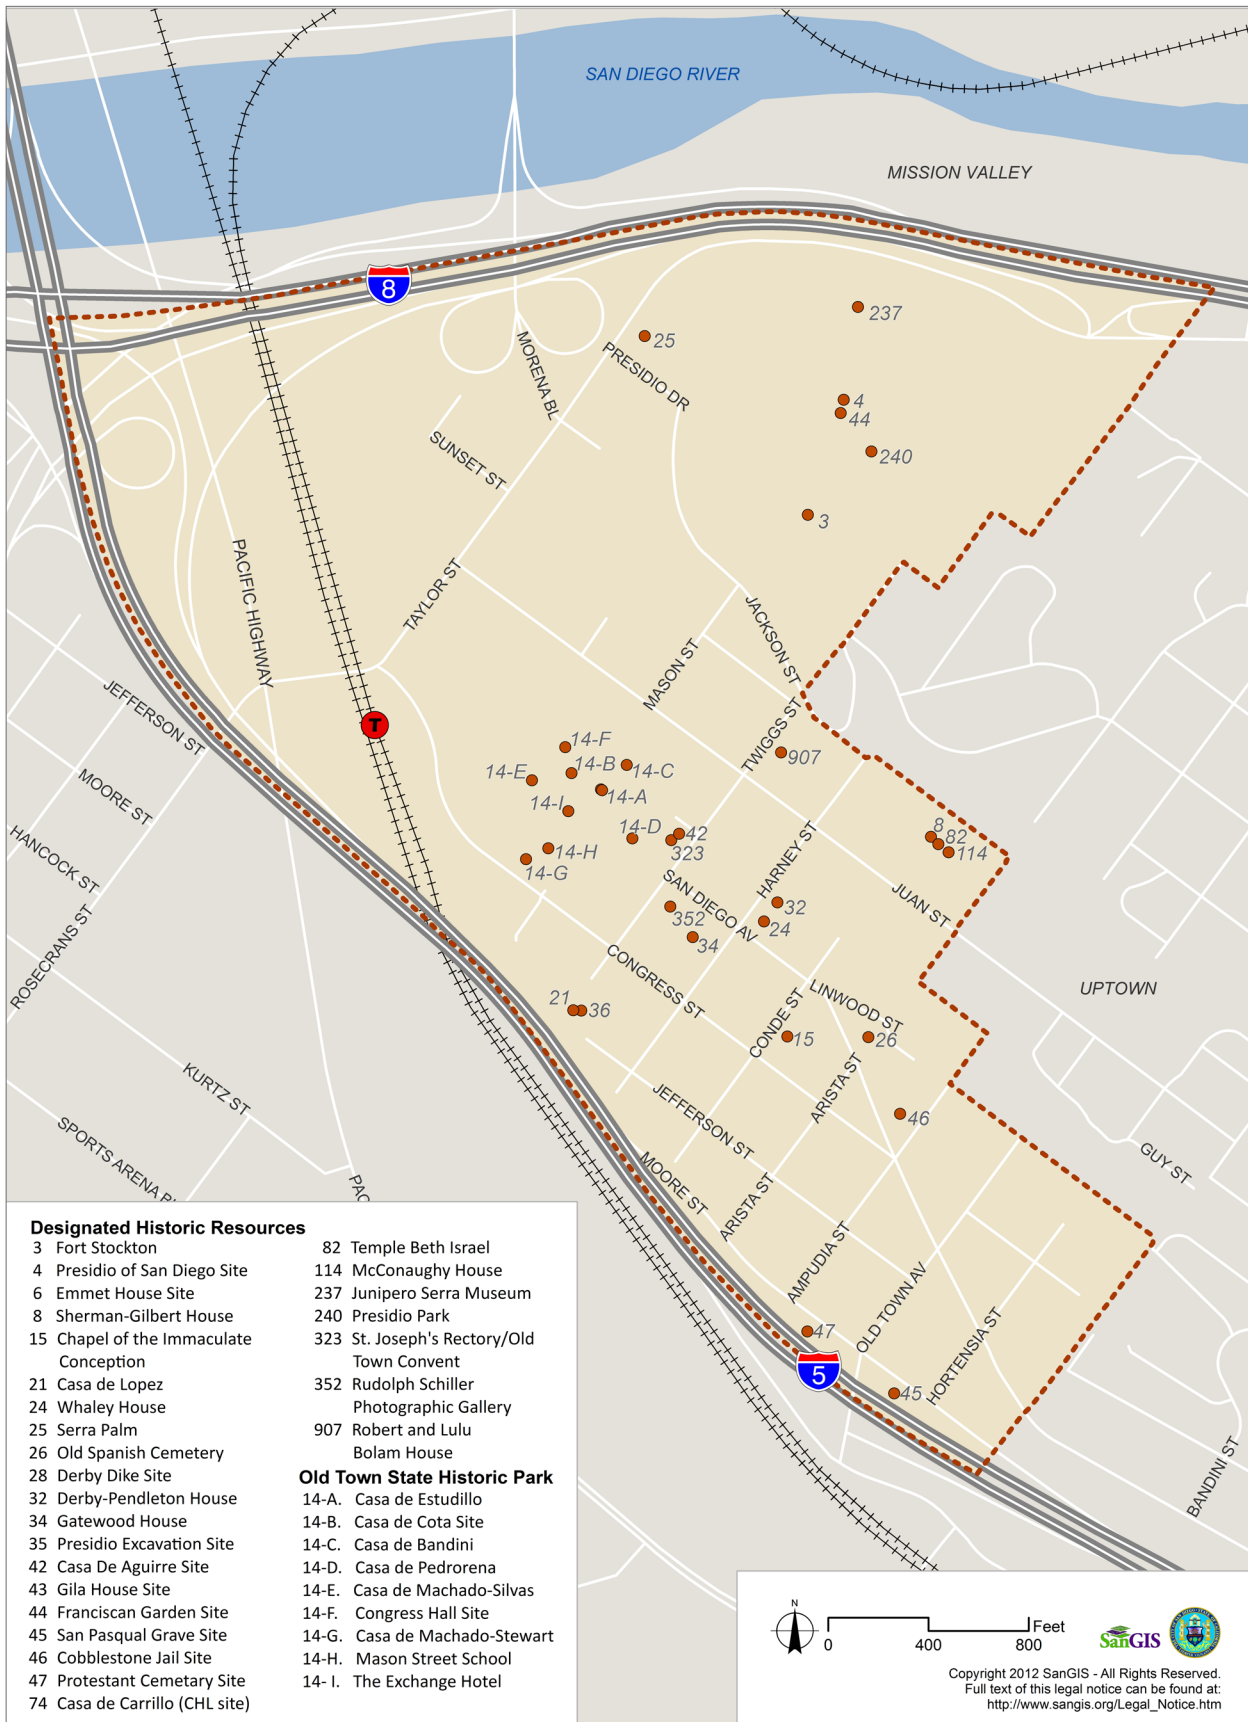 SAN DIEGO RIVER
MISSION VALLEY
8
237
25
MORENA BL
PRESIDIO DR
4
44
SUNSET ST
240
3
PACIFIC HIGHWAY
TAYLOR ST
JACKSON ST
MASON ST
JEFFERSON ST
TWIGGS ST
T
14-F
907
14-B
14-C
14-E
14-A
MOORE ST
14-I
14-D
42
8
82
323
HARNEY ST
114
14-H
HANCOCK ST
14-G
SAN DIEGO AV
JUAN ST
32
352
24
34
ROSECRANS ST
CONGRESS ST
UPTOWN
21
36
LINWOOD ST
CONDE ST
15
26
KURTZ ST
ARISTA ST
JEFFERSON ST
46
SPORTS ARENA
GUY ST
MOORE ST
PAC
ARISTA ST
AMPUDIA ST
OLD TOWN AV
HORTENSIA ST
47
5
45
BANDINI ST
Designated Historic Resources
3 Fort Stockton
4 Presidio of San Diego Site
6 Emmet House Site
8 Sherman-Gilbert House
15 Chapel of the Immaculate
Conception
21 Casa de Lopez
24 Whaley House
25 Serra Palm
26 Old Spanish Cemetery
28 Derby Dike Site
32 Derby-Pendleton House
34 Gatewood House
35 Presidio Excavation Site
42 Casa De Aguirre Site
43 Gila House Site
44 Franciscan Garden Site
45 San Pasqual Grave Site
46 Cobblestone Jail Site
47 Protestant Cemetary Site
74 Casa de Carrillo (CHL site)
82 Temple Beth Israel
114 McConaughy House
237 Junipero Serra Museum
240 Presidio Park
323 St. Joseph's Rectory/Old
Town Convent
352 Rudolph Schiller
Photographic Gallery
907 Robert and Lulu
Bolam House
Old Town State Historic Park
14-A. Casa de Estudillo
14-B. Casa de Cota Site
14-C. Casa de Bandini
14-D. Casa de Pedrorena
14-E. Casa de Machado-Silvas
14-F. Congress Hall Site
14-G. Casa de Machado-Stewart
14-H. Mason Street School
14- I. The Exchange Hotel
N
0 400 800 Feet
SanGIS
Copyright 2012 SanGIS - All Rights Reserved.
Full text of this legal notice can be found at:
http://www.sangis.org/Legal_Notice.htm